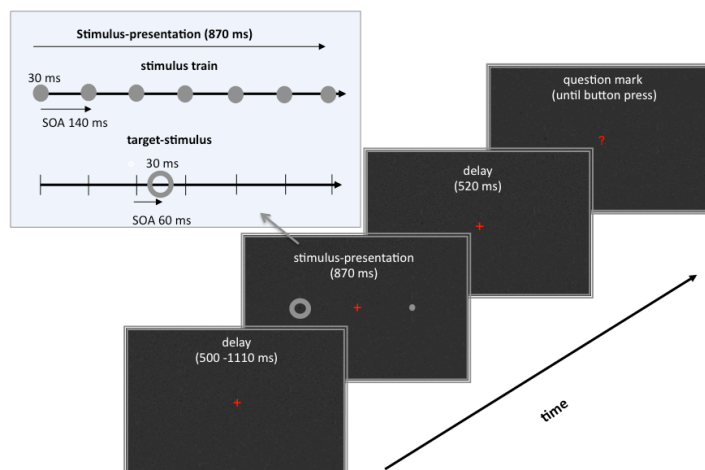 Stimulus-presentation (870 ms)
stimulus train
30 ms
SOA 140 ms
target-stimulus
30 ms
SOA 60 ms
question mark
(until button press)
?
delay
(520 ms)
stimulus-presentation
(870 ms)
delay
(500 -1110 ms)
time